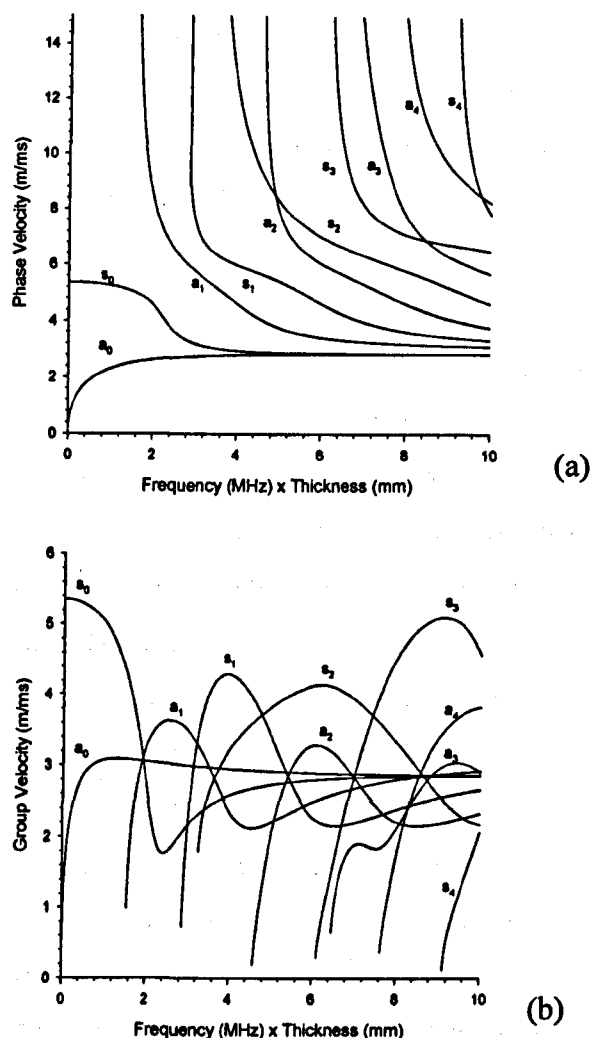 14
12
10
8
6
4
2
0
Phase Velocity (m/ms)
s₀
a₀
a₁
s₁
a₂
s₂
s₃
a₃
a₄
s₄
0 2 4 6 8 10
Frequency (MHz) x Thickness (mm)
(a)
6
5
4
3
2
1
0
Group Velocity (m/ms)
s₀
a₀
a₁
s₁
a₂
s₂
s₃
a₄
a₃
s₄
0 2 4 6 8 10
Frequency (MHz) x Thickness (mm)
(b)